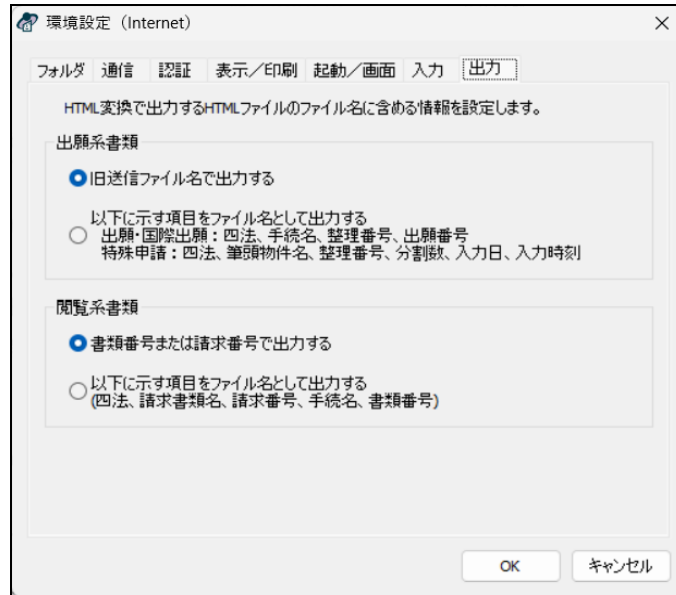 環境設定（Internet）
フォルダ 通信 認証 表示／印刷 起動／画面 入力 出力
HTML変換で出力するHTMLファイルのファイル名に含める情報を設定します。
出願系書類
旧送信ファイル名で出力する
以下に示す項目をファイル名として出力する
出願・国際出願：四法、手続名、整理番号、出願番号
特殊申請：四法、筆頭物件名、整理番号、分割数、入力日、入力時刻
閲覧系書類
書類番号または請求番号で出力する
以下に示す項目をファイル名として出力する
(四法、請求書類名、請求番号、手続名、書類番号)
OK キャンセル